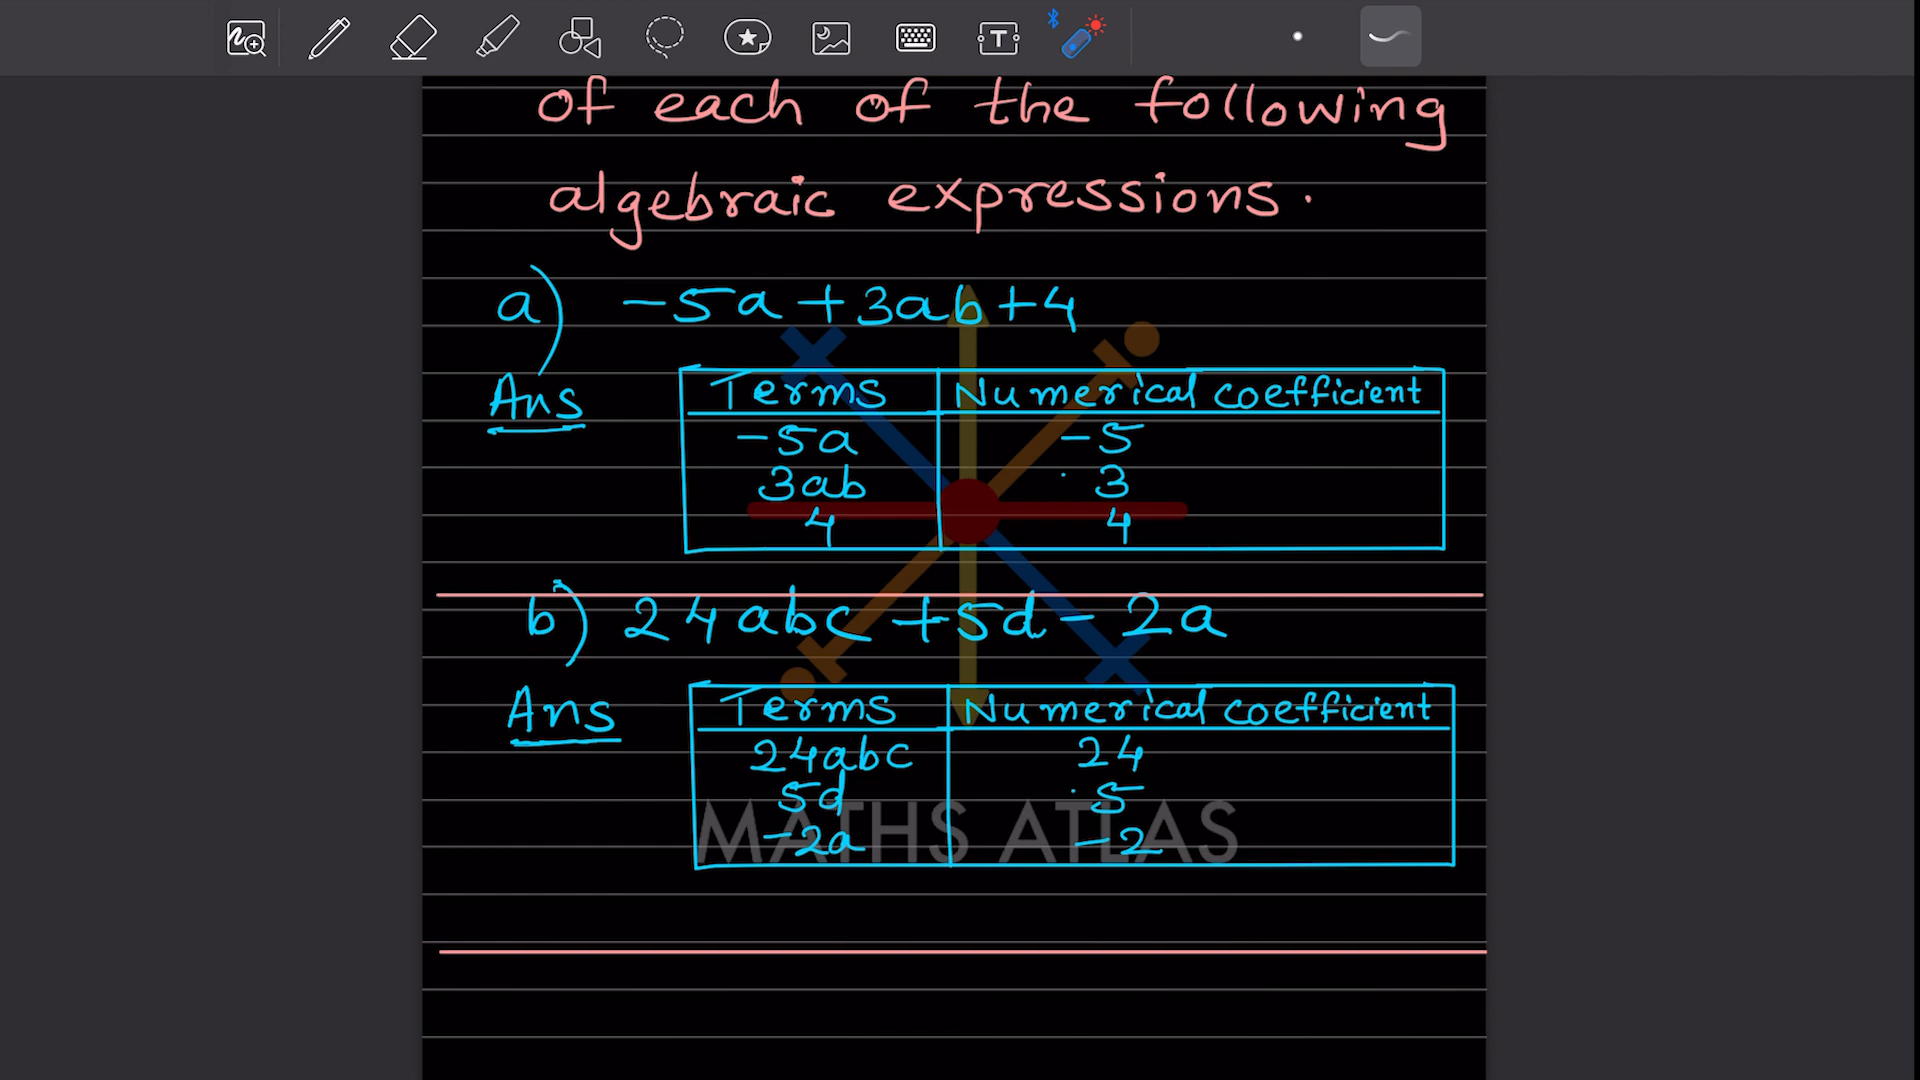 of each of the following
algebraic expressions.
a) -5a+3ab+4
Ans
Terms Numerical coefficient
-5a -5
3ab 3
4 4
b) 24abc+5d-2a
Ans
Terms Numerical coefficient
24abc 24
5d 5
-2a -2
MATHS ATLAS